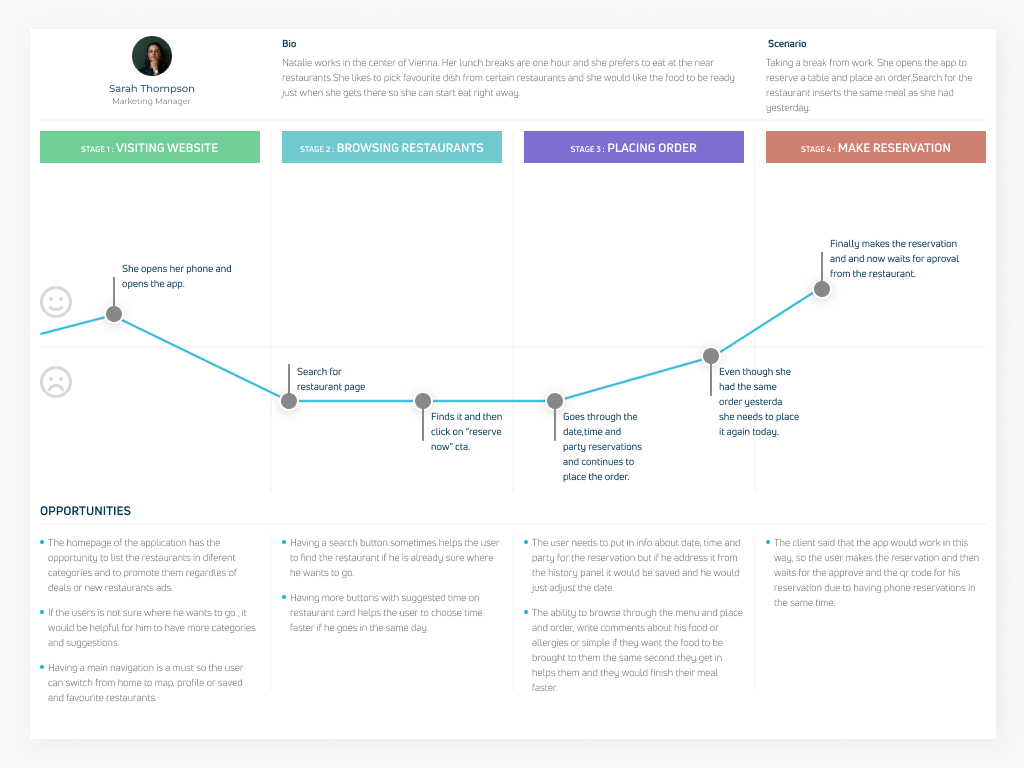 Sarah Thompson
Marketing Manager
Bio
Natalie works in the center of Vienna. Her lunch breaks are one hour and she prefers to eat at the near
restaurants.She likes to pick favourite dish from certain restaurants and she would like the food to be ready
just when she gets there so she can start eat right away.
Scenario
Taking a break from work. She opens the app to
reserve a table and place an order.Search for the
restaurant inserts the same meal as she had
yesterday.
STAGE 1 : VISITING WEBSITE
STAGE 2 : BROWSING RESTAURANTS
STAGE 3 : PLACING ORDER
STAGE 4 : MAKE RESERVATION
She opens her phone and
opens the app.
Search for
restaurant page
Finds it and then
click on “reserve
now” cta.
Goes through the
date,time and
party reservations
and continues to
place the order.
Even though she
had the same
order yesterda
she needs to place
it again today.
Finally makes the reservation
and and now waits for aproval
from the restaurant.
OPPORTUNITIES
The homepage of the application has the
opportunity to list the restaurants in diferent
categories and to promote them regardles of
deals or new restaurants ads.
If the users is not sure where he wants to go , it
would be helpful for him to have more categories
and suggestions.
Having a main navigation is a must so the user
can switch from home to map, profile or saved
and favourite restaurants.
Having a search button sometimes helps the user
to find the restaurant if he is already sure where
he wants to go.
Having more buttons with suggested time on
restaurant card helps the user to choose time
faster if he goes in the same day.
The user needs to put in info about date, time and
party for the reservation but if he address it from
the history panel it would be saved and he would
just adjust the date.
The ability to browse through the menu and place
and order, write comments about his food or
allergies or simple if they want the food to be
brought to them the same second they get in
helps them and they would finish their meal
faster.
The client said that the app would work in this
way, so the user makes the reservation and then
waits for the approve and the qr code for his
reservation due to having phone reservations in
the same time.